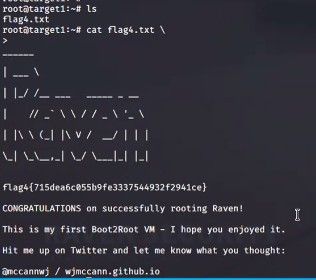 root@target1:~# ls
flag4.txt
root@target1:~# cat flag4.txt \
>
______
| ___ \
| |_/ /__ ___   _____ _ __
|    // _` \ \ / / _ \ '_ \
| |\ \ (_| |\ V /  __/ | | |
\_| \_\__,_| \_/ \___|_| |_|
flag4{715dea6c055b9fe3337544932f2941ce}
CONGRATULATIONS on successfully rooting Raven!
This is my first Boot2Root VM - I hope you enjoyed it.
Hit me up on Twitter and let me know what you thought:
@mccannwj / wjmccann.github.io